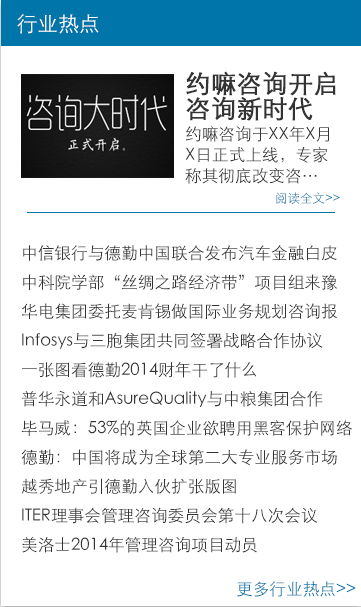 行业热点
咨询大时代
正式开启。
约嘛咨询开启
咨询新时代
约嘛咨询于XX年X月
X日正式上线，专家
称其彻底改变咨…
阅读全文>>
中信银行与德勤中国联合发布汽车金融白皮
中科院学部“丝绸之路经济带”项目组来豫
华电集团委托麦肯锡做国际业务规划咨询报
Infosys与三胞集团共同签署战略合作协议
一张图看德勤2014财年干了什么
普华永道和AsureQuality与中粮集团合作
毕马威：53%的英国企业欲聘用黑客保护网络
德勤：中国将成为全球第二大专业服务市场
越秀地产引德勤入伙扩张版图
ITER理事会管理咨询委员会第十八次会议
美洛士2014年管理咨询项目动员
更多行业热点>>